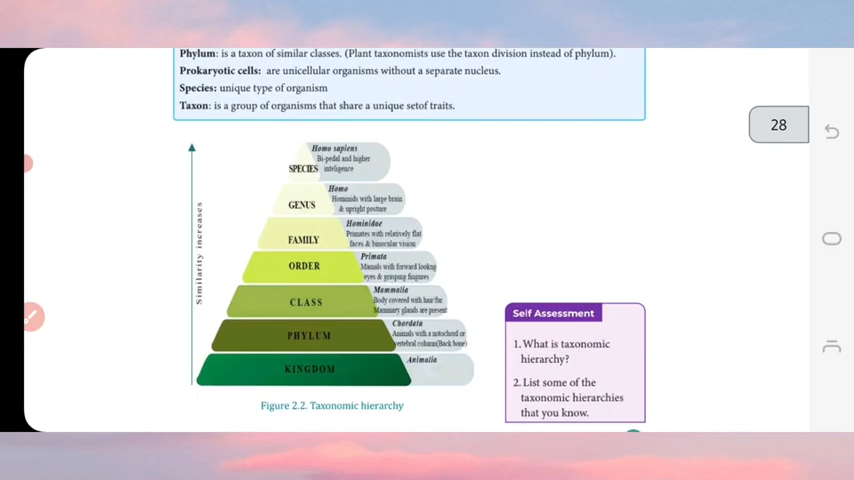 Phylum: is a taxon of similar classes. (Plant taxonomists use the taxon division instead of phylum).
Prokaryotic cells: are unicellular organisms without a separate nucleus.
Species: unique type of organism
Taxon: is a group of organisms that share a unique setof traits.
28
Similarity increases
Homo sapiens
Bi-pedal and higher
inteligence
SPECIES
Homo
Hominids with large brain
& upright posture
GENUS
Hominidae
Primates with relatively flat
faces & binocular vision
FAMILY
Primata
Mamals with forward lookng
eyes & grasping fingures
ORDER
Mammalia
Body covered with hair/fur.
Mammary glands are present
CLASS
Chordata
Animals with a notochord or
vertebral column(Back bone)
PHYLUM
Animalia
KINGDOM
Figure 2.2. Taxonomic hierarchy
Self Assessment
1. What is taxonomic
hierarchy?
2. List some of the
taxonomic hierarchies
that you know.